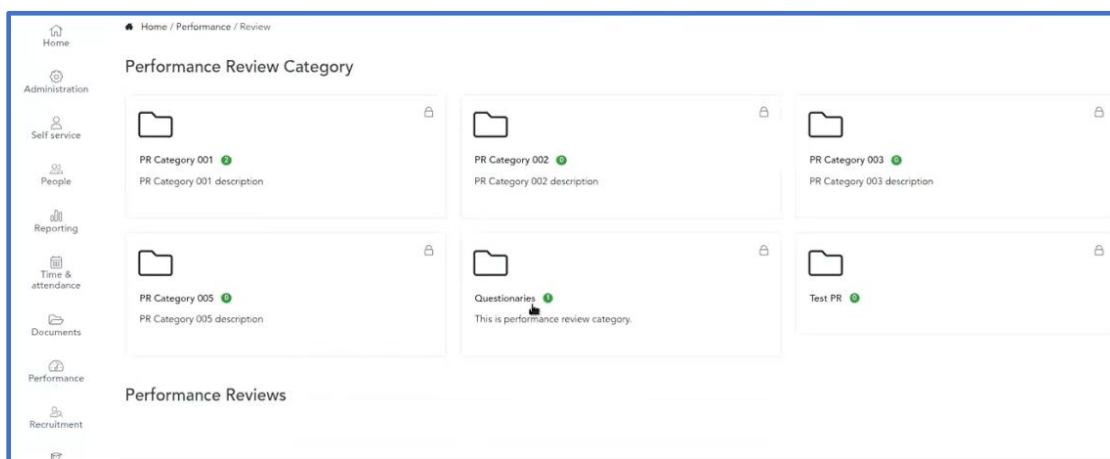 Home / Performance / Review
Home
Administration
Self service
People
Reporting
Time &
attendance
Documents
Performance
Recruitment
Performance Review Category
PR Category 001 2
PR Category 001 description
PR Category 002 0
PR Category 002 description
PR Category 003 0
PR Category 003 description
PR Category 005 0
PR Category 005 description
Questionaries 1
This is performance review category.
Test PR 0
Performance Reviews